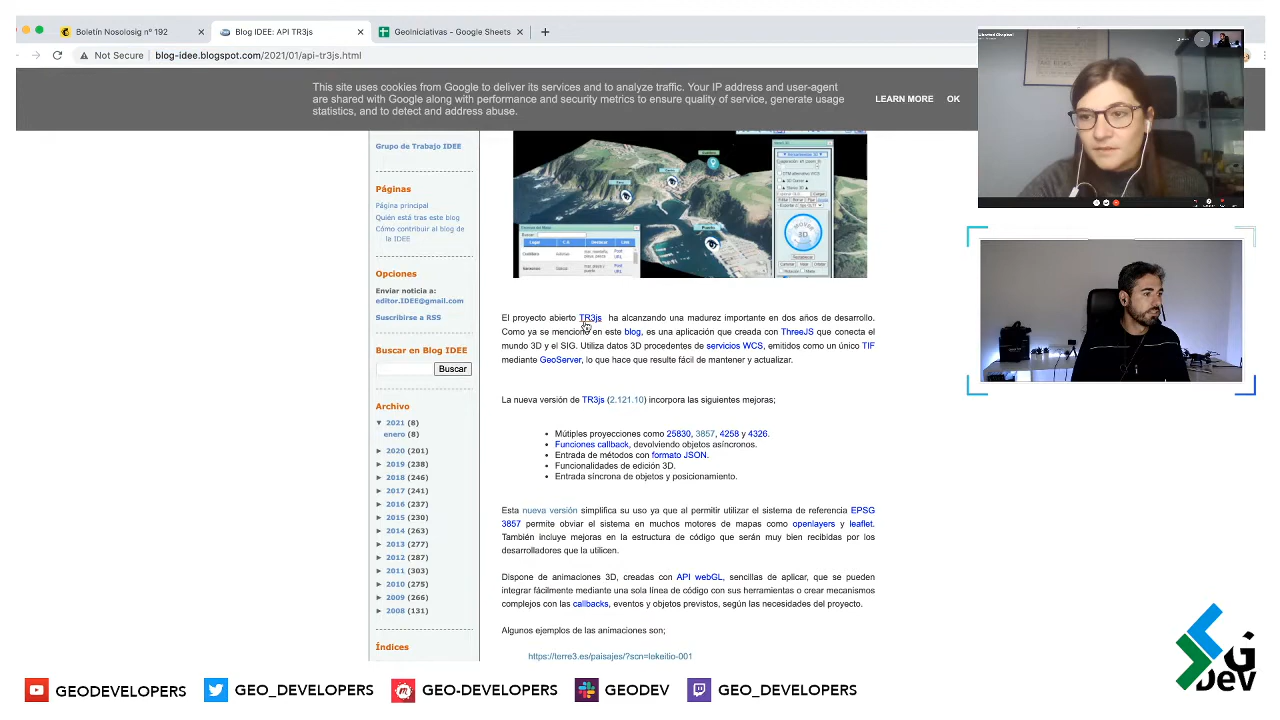 Boletín Nosolosig nº 192
Blog IDEE: API TR3js
GeoIniciativas - Google Sheets
Not Secure
blog-idee.blogspot.com/2021/01/api-tr3js.html
This site uses cookies from Google to deliver its services and to analyze traffic. Your IP address and user-agent
are shared with Google along with performance and security metrics to ensure quality of service, generate usage
statistics, and to detect and address abuse.
LEARN MORE
OK
Grupo de Trabajo IDEE
Páginas
Página principal
Quién está tras este blog
Cómo contribuir al blog de
la IDEE
Opciones
Enviar noticia a:
editor.IDEE@gmail.com
Suscribirse a RSS
Buscar en Blog IDEE
Buscar
Archivo
▼ 2021 (8)
enero (8)
► 2020 (201)
► 2019 (238)
► 2018 (246)
► 2017 (241)
► 2016 (237)
► 2015 (230)
► 2014 (263)
► 2013 (277)
► 2012 (287)
► 2011 (303)
► 2010 (275)
► 2009 (266)
► 2008 (131)
Índices
El proyecto abierto TR3js ha alcanzando una madurez importante en dos años de desarrollo.
Como ya se mencionó en este blog, es una aplicación que creada con ThreeJS que conecta el
mundo 3D y el SIG. Utiliza datos 3D procedentes de servicios WCS, emitidos como un único TIF
mediante GeoServer, lo que hace que resulte fácil de mantener y actualizar.
La nueva versión de TR3js (2.121.10) incorpora las siguientes mejoras;
• Mútiples proyecciones como 25830, 3857, 4258 y 4326.
• Funciones callback, devolviendo objetos asíncronos.
• Entrada de métodos con formato JSON.
• Funcionalidades de edición 3D.
• Entrada síncrona de objetos y posicionamiento.
Esta nueva versión simplifica su uso ya que al permitir utilizar el sistema de referencia EPSG
3857 permite obviar el sistema en muchos motores de mapas como openlayers y leaflet.
También incluye mejoras en la estructura de código que serán muy bien recibidas por los
desarrolladores que la utilicen.
Dispone de animaciones 3D, creadas con API webGL, sencillas de aplicar, que se pueden
integrar fácilmente mediante una sola línea de código con sus herramientas o crear mecanismos
complejos con las callbacks, eventos y objetos previstos, según las necesidades del proyecto.
Algunos ejemplos de las animaciones son;
https://terre3.es/paisajes/?scn=lekeitio-001
GEODEVELOPERS
GEO_DEVELOPERS
GEO-DEVELOPERS
GEODEV
GEO_DEVELOPERS
G
DEV